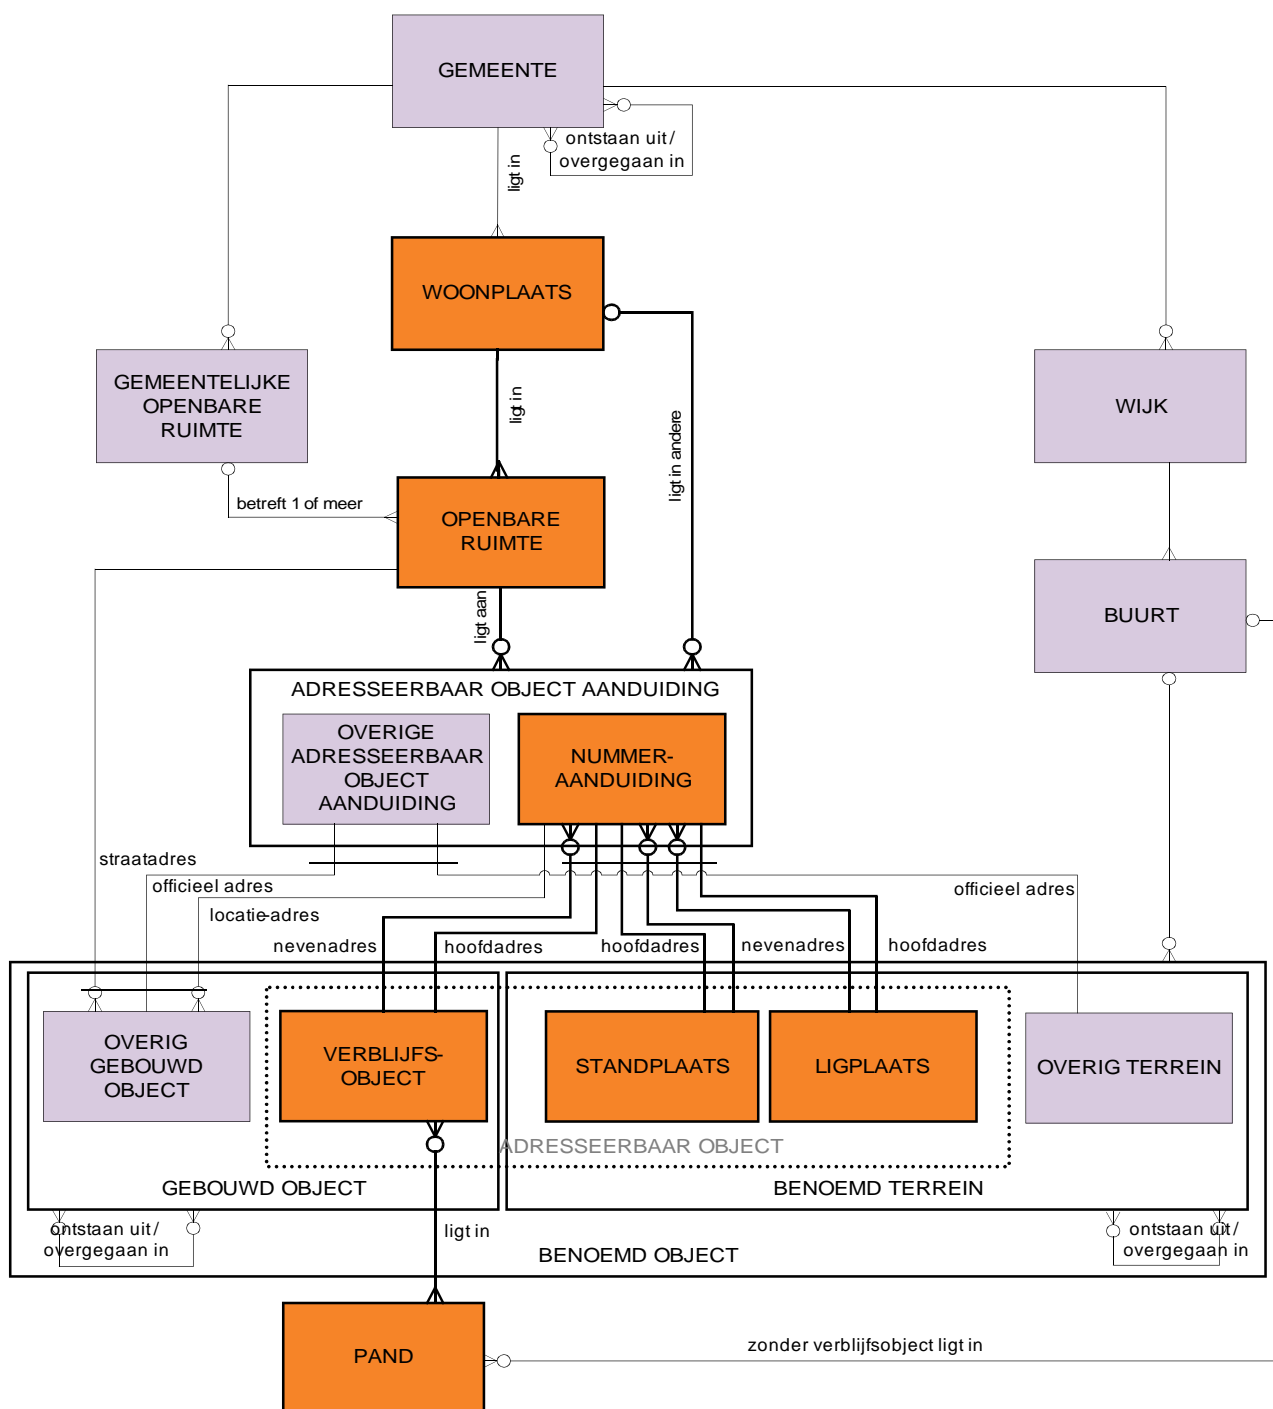 GEMEENTE
ontstaan uit /
overgegaan in
ligt in
WOONPLAATS
GEMEENTELIJKE
OPENBARE
RUIMTE
WIJK
ligt in
ligt in andere
betreft 1 of meer
OPENBARE
RUIMTE
BUURT
ligt aan
ADRESSEERBAAR OBJECT AANDUIDING
OVERIGE
ADRESSEERBAAR
OBJECT
AANDUIDING
NUMMER-
AANDUIDING
straatadres
officieel adres
officieel adres
locatie-adres
nevenadres
hoofdadres
hoofdadres
nevenadres
hoofdadres
OVERIG
GEBOUWD
OBJECT
VERBLIJFS-
OBJECT
STANDPLAATS
LIGPLAATS
OVERIG TERREIN
ADRESSEERBAAR OBJECT
GEBOUWD OBJECT
BENOEMD TERREIN
ontstaan uit /
overgegaan in
ligt in
ontstaan uit /
overgegaan in
BENOEMD OBJECT
PAND
zonder verblijfsobject ligt in